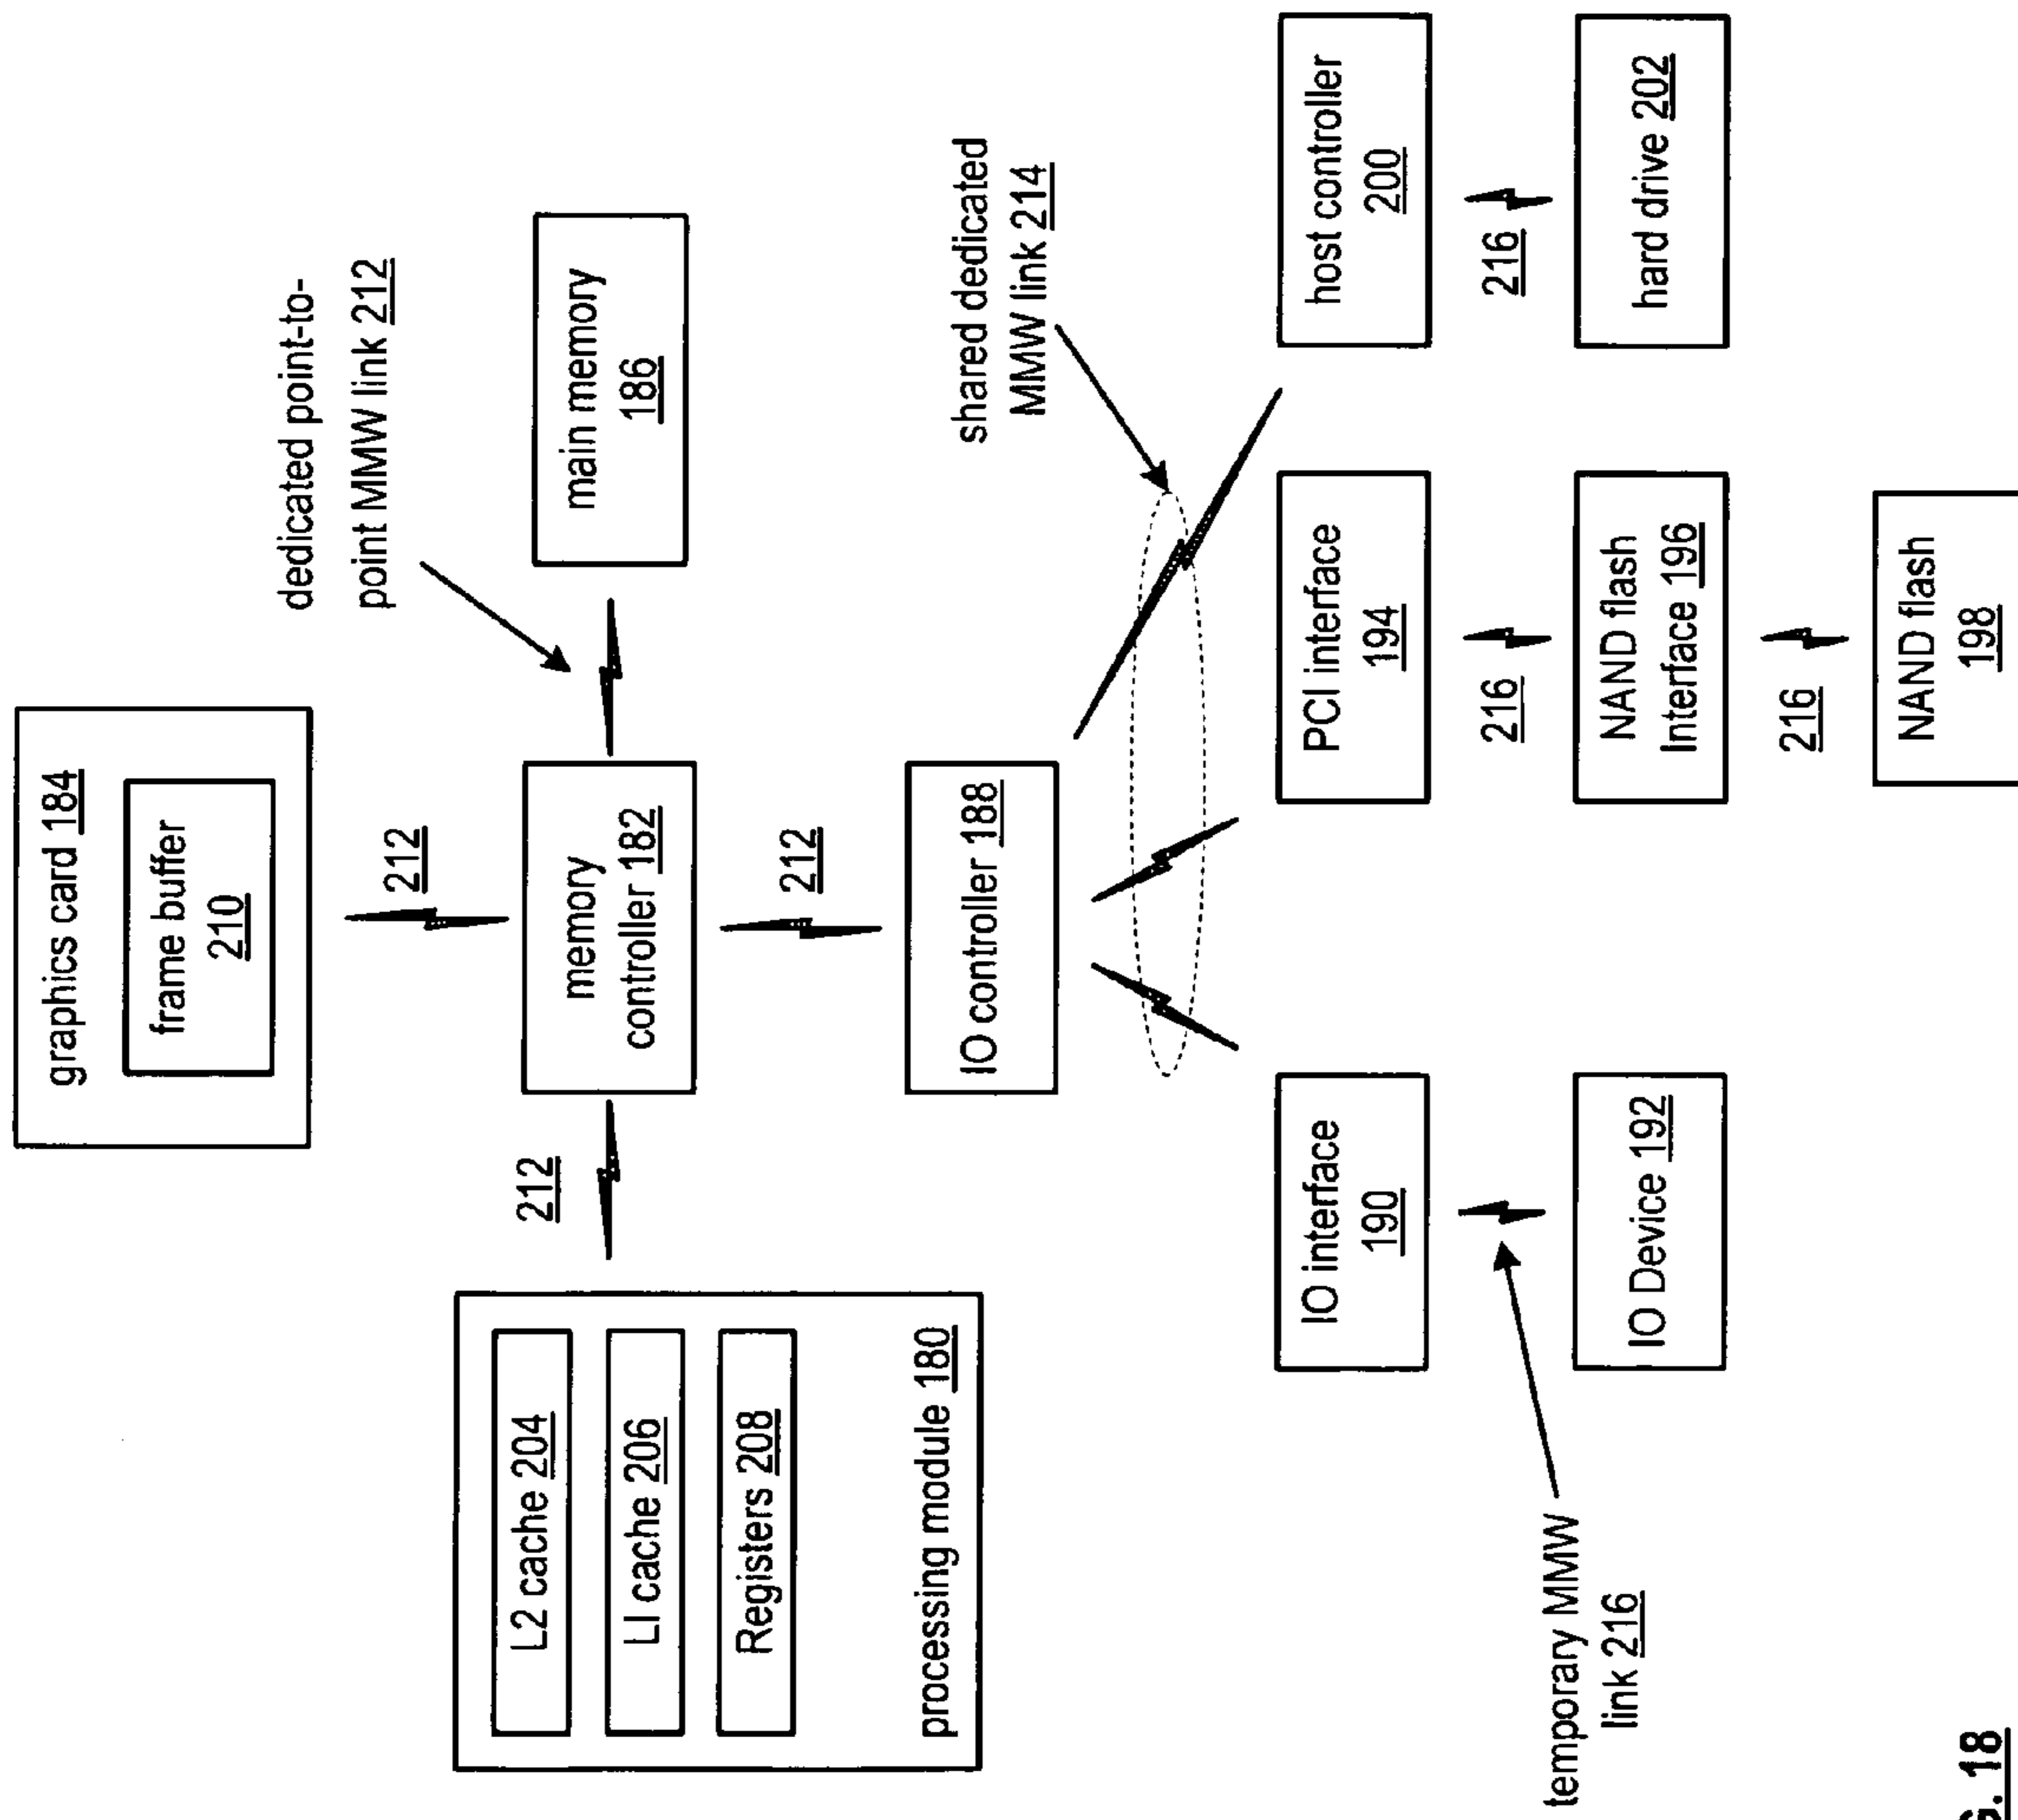 graphics card 184
frame buffer
210
dedicated point-to-
point MMW link 212
212
L2 cache 204
LI cache 206
Registers 208
processing module 180
212
memory
controller 182
main memory
186
212
IO controller 188
shared dedicated
MMW link 214
IO interface
190
PCI interface
194
host controller
200
temporary MMW
link 216
216
216
IO Device 192
NAND flash
Interface 196
hard drive 202
216
NAND flash
198
G. 18